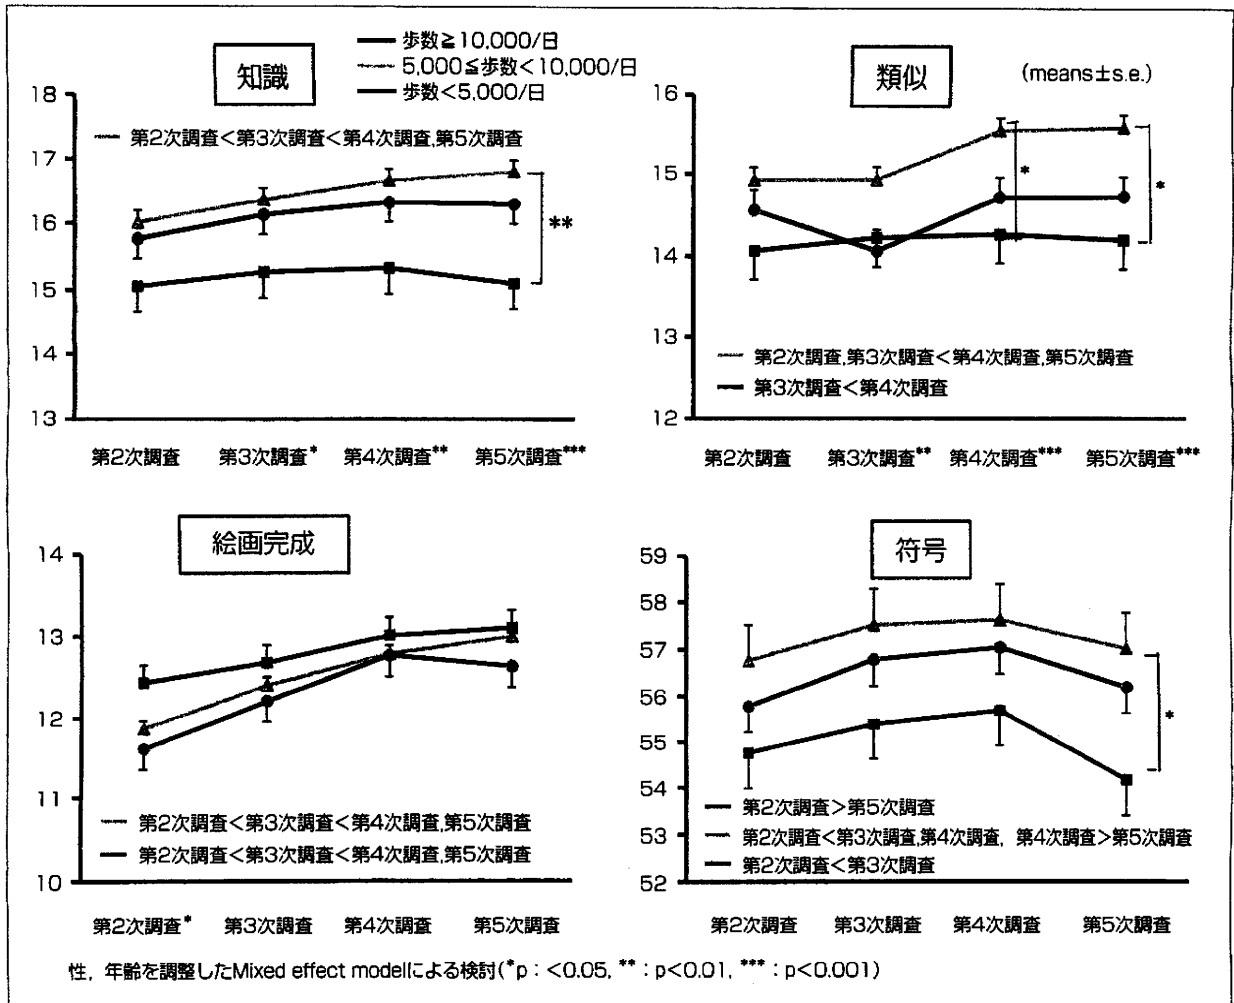 知識
歩数≧10,000/日
5,000≦歩数<10,000/日
歩数<5,000/日
18
17
16
15
14
13
第2次調査<第3次調査<第4次調査,第5次調査
**
第2次調査 第3次調査* 第4次調査** 第5次調査***
類似
(means±s.e.)
16
15
14
13
12
*
*
第2次調査,第3次調査<第4次調査,第5次調査
第3次調査<第4次調査
第2次調査 第3次調査** 第4次調査*** 第5次調査***
絵画完成
14
13
12
11
10
第2次調査<第3次調査<第4次調査,第5次調査
第2次調査<第3次調査<第4次調査,第5次調査
第2次調査* 第3次調査 第4次調査 第5次調査
符号
59
58
57
56
55
54
53
52
*
第2次調査>第5次調査
第2次調査<第3次調査,第4次調査, 第4次調査>第5次調査
第2次調査<第3次調査
第2次調査 第3次調査 第4次調査 第5次調査
性, 年齢を調整したMixed effect modelによる検討(*p:<0.05, **:p<0.01, ***:p<0.001)